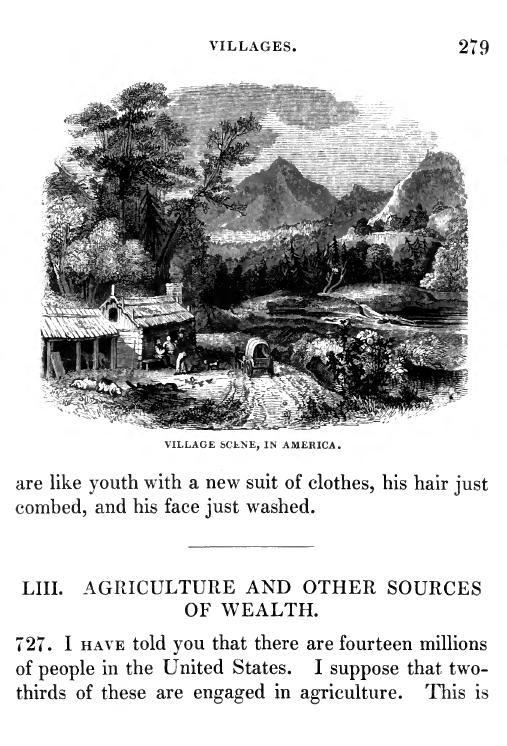 VILLAGES. 279
VILLAGE SCENE, IN AMERICA.
are like youth with a new suit of clothes, his hair just
combed, and his face just washed.
LIII. AGRICULTURE AND OTHER SOURCES
OF WEALTH.
727. I HAVE told you that there are fourteen millions
of people in the United States. I suppose that two-
thirds of these are engaged in agriculture. This is